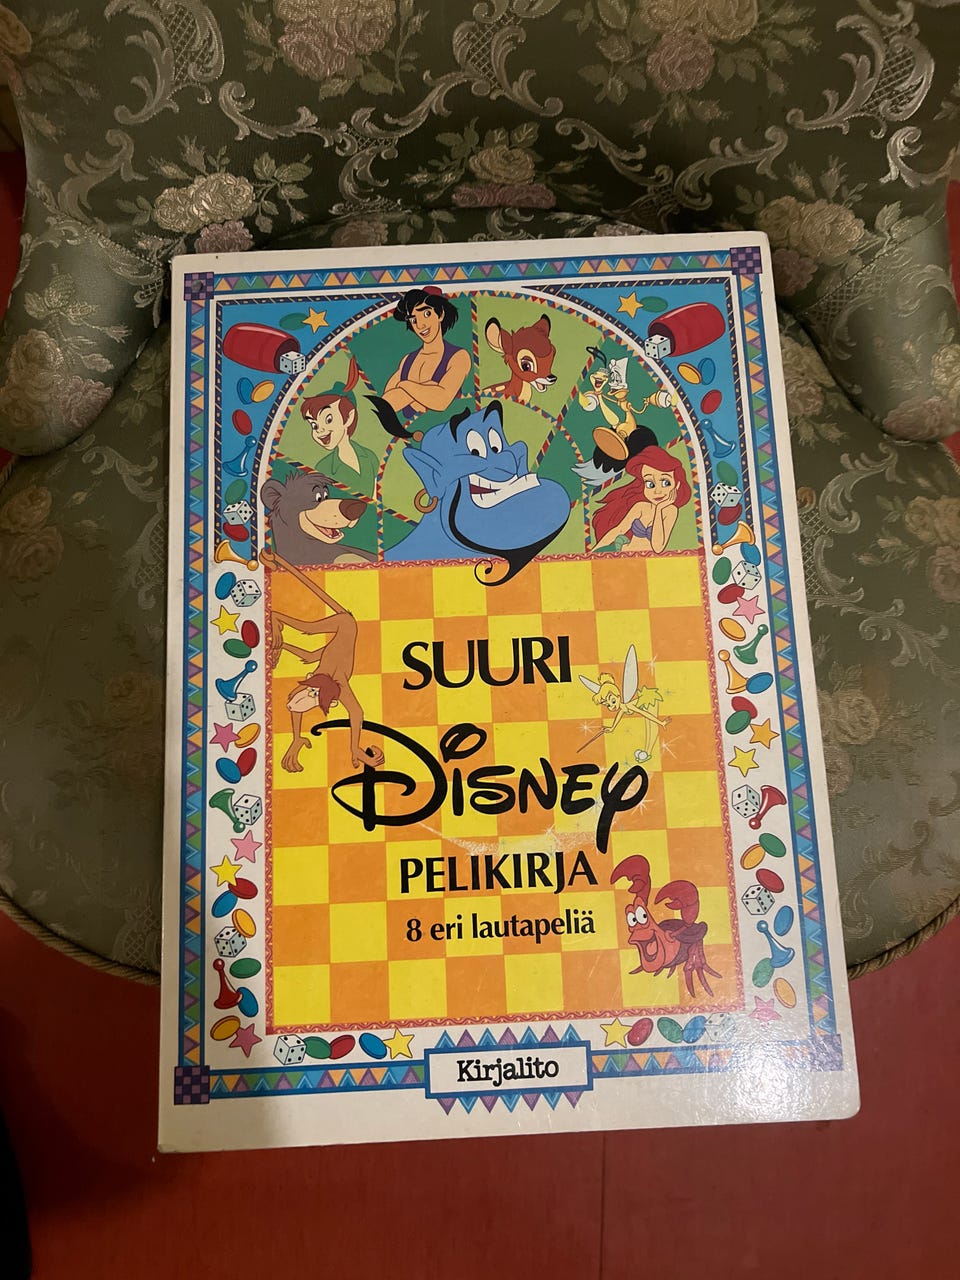 SUURI
DISNEY
PELIKIRJA
8 eri lautapeliä
Kirjalito